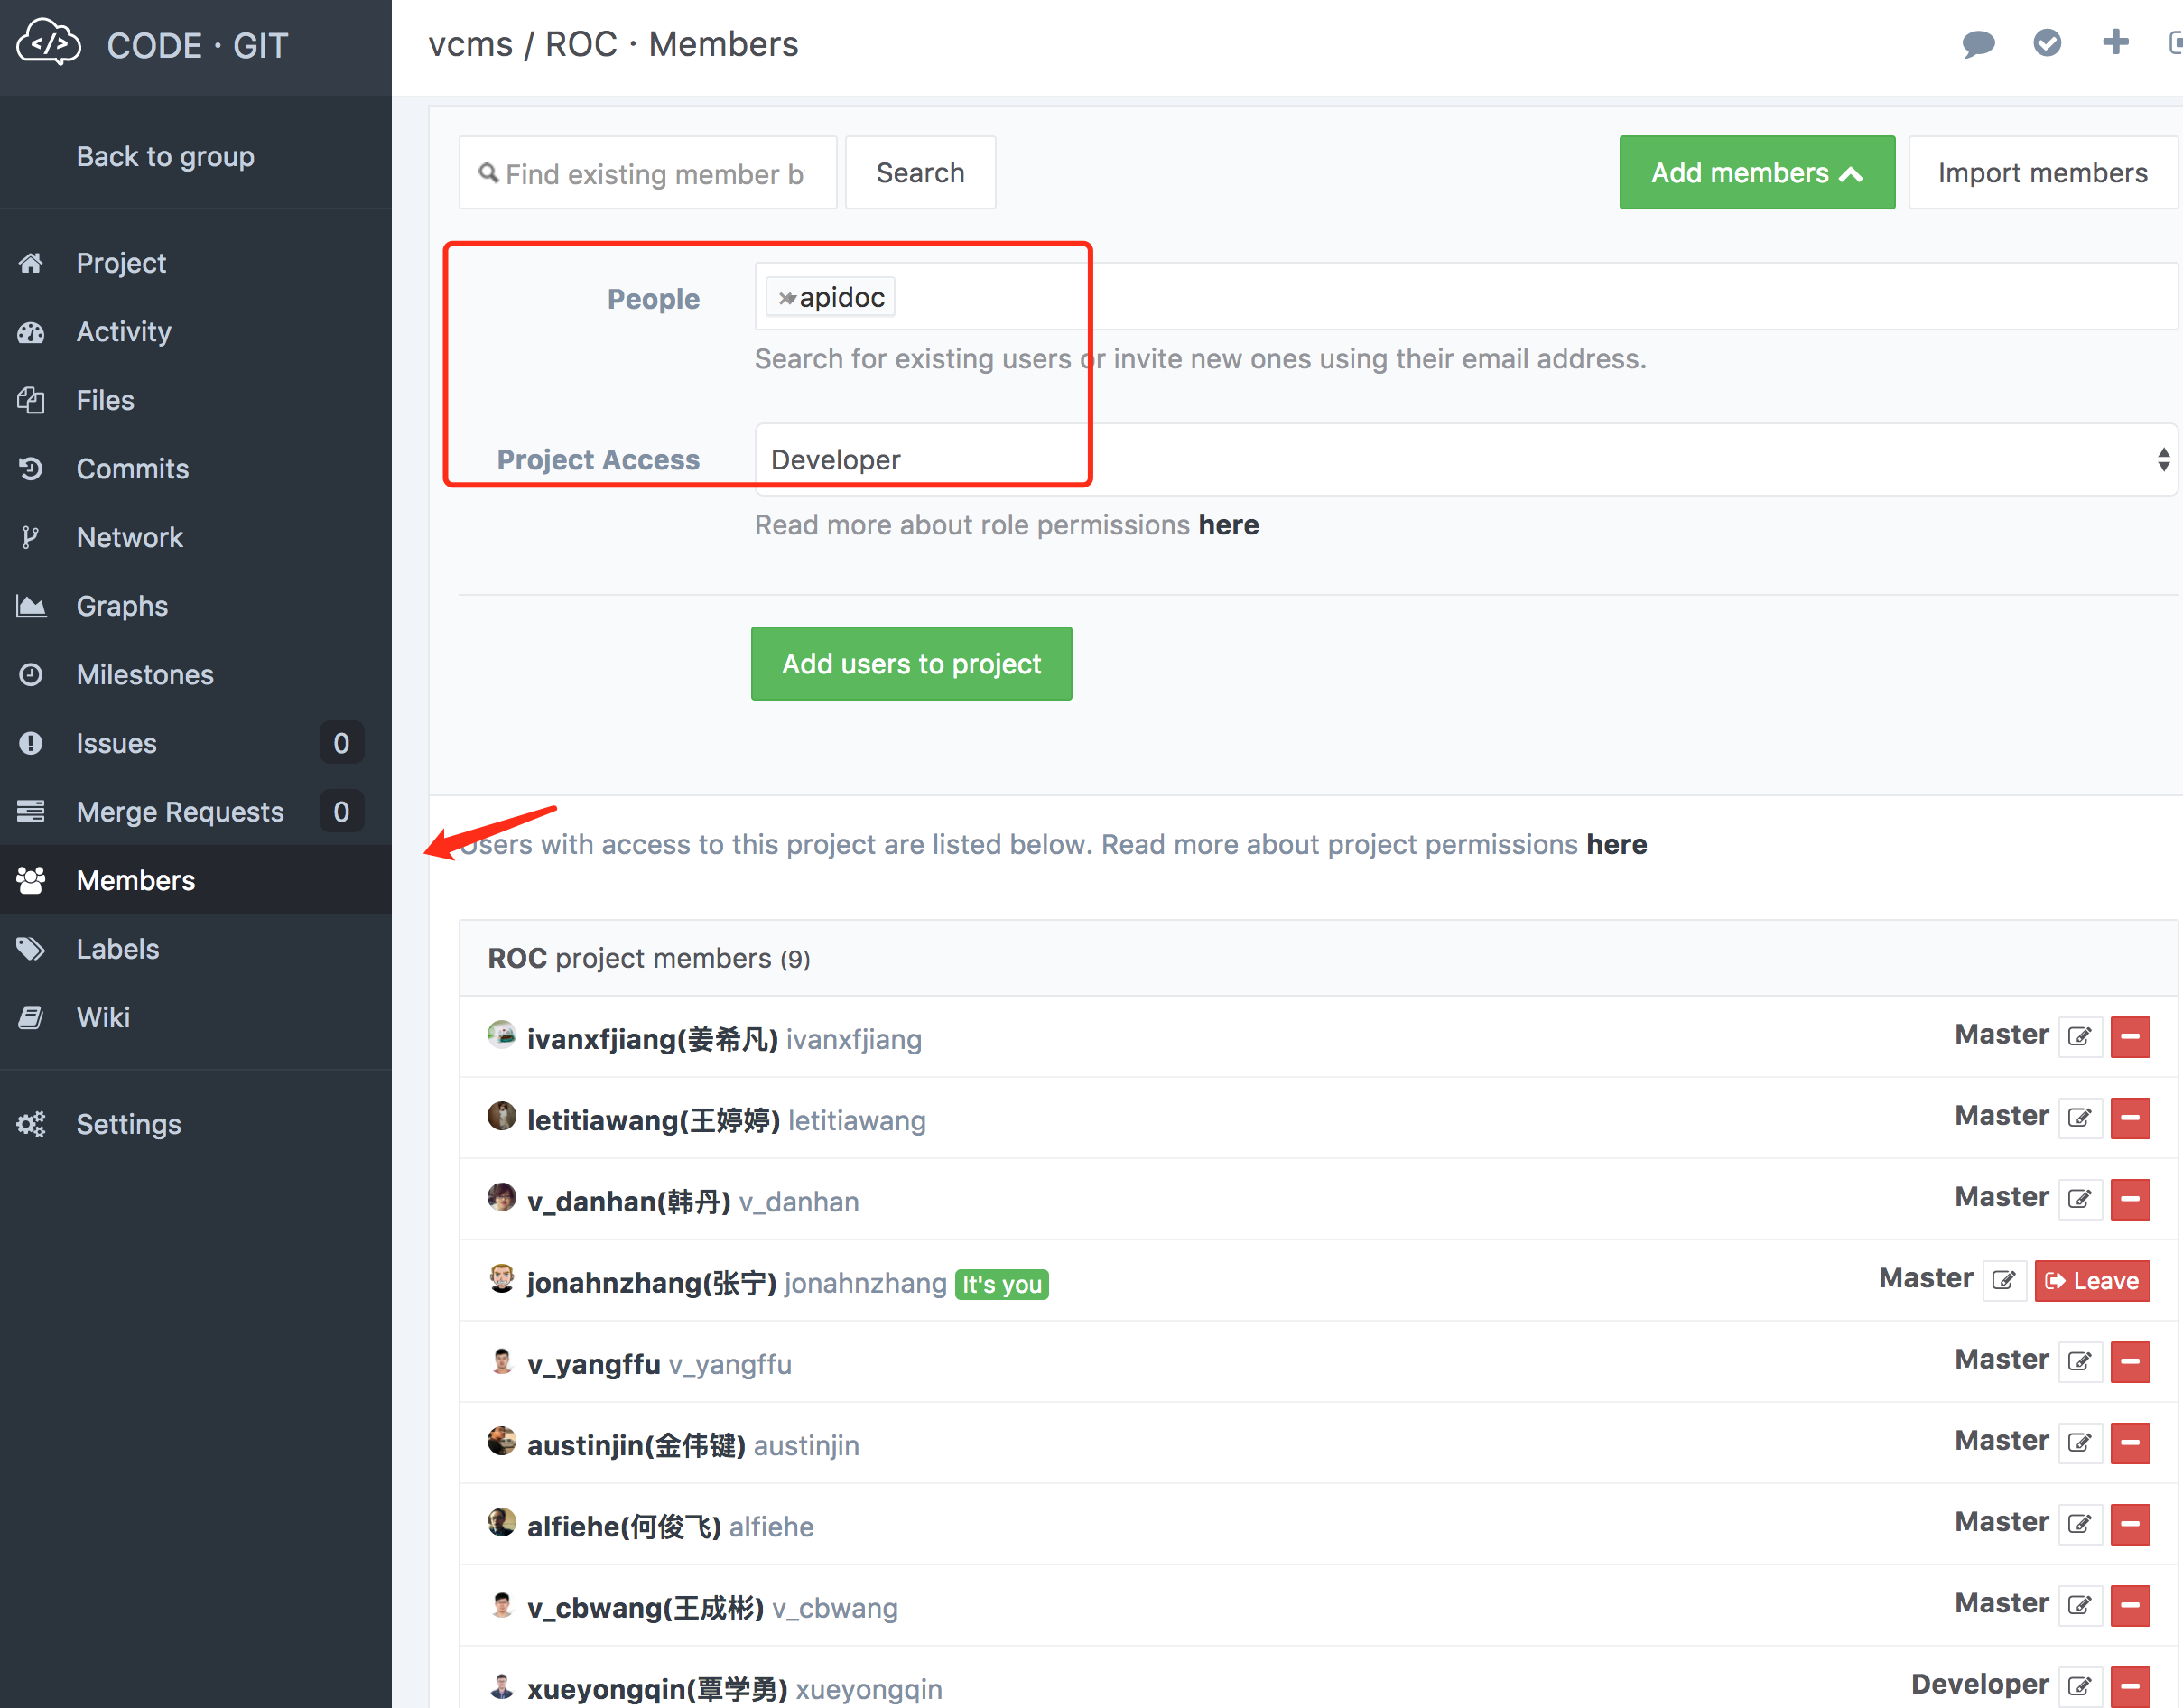 CODE · GIT
vcms / ROC · Members
Back to group
Find existing member b
Search
Add members
Import members
Project
Activity
Files
Commits
Network
Graphs
Milestones
Issues 0
Merge Requests 0
Members
Labels
Wiki
Settings
People
apidoc
Search for existing users or invite new ones using their email address.
Project Access
Developer
Read more about role permissions here
Add users to project
Users with access to this project are listed below. Read more about project permissions here
ROC project members (9)
ivanxfjiang(姜希凡) ivanxfjiang Master
letitiawang(王婷婷) letitiawang Master
v_danhan(韩丹) v_danhan Master
jonahnzhang(张宁) jonahnzhang It's you Master Leave
v_yangffu v_yangffu Master
austinjin(金伟键) austinjin Master
alfiehe(何俊飞) alfiehe Master
v_cbwang(王成彬) v_cbwang Master
xueyongqin(覃学勇) xueyongqin Developer